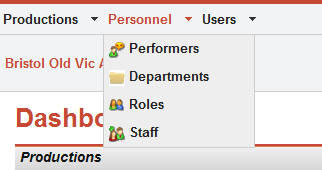 Productions Personnel Users
Performers
Bristol Old Vic
Departments
Roles
Dashbo
Staff
Productions